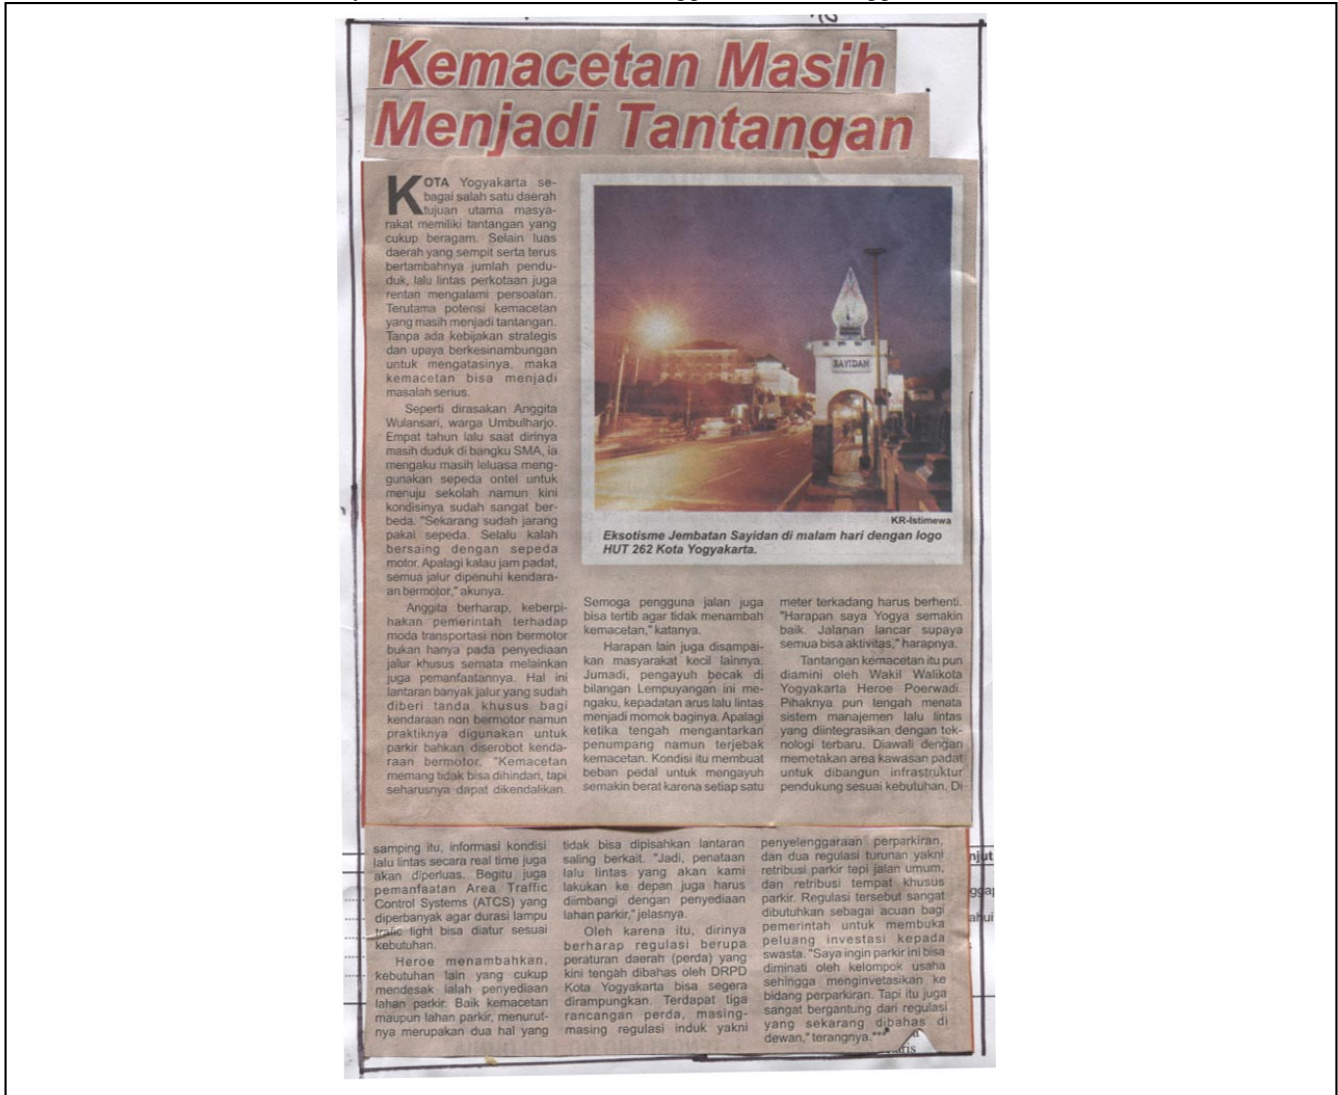 Kemacetan Masih
Menjadi Tantangan
KOTA Yogyakarta se-
bagai salah satu daerah
tujuan utama masya-
rakat memiliki tantangan yang
cukup beragam. Selain luas
daerah yang sempit serta terus
bertambahnya jumlah pendu-
duk, lalu lintas perkotaan juga
rentan mengalami persoalan.
Terutama potensi kemacetan
yang masih menjadi tantangan.
Tanpa ada kebijakan strategis
dan upaya berkesinambungan
untuk mengatasinya, maka
kemacetan bisa menjadi
masalah serius.
Seperti dirasakan Anggita
Wulansari, warga Umbulharjo.
Empat tahun lalu saat dirinya
masih duduk di bangku SMA, ia
mengaku masih leluasa meng-
gunakan sepeda ontel untuk
menuju sekolah namun kini
kondisinya sudah sangat ber-
beda. "Sekarang sudah jarang
pakai sepeda. Selalu kalah
bersaing dengan sepeda
motor. Apalagi kalau jam padat,
semua jalur dipenuhi kendara-
an bermotor," akunya.
Anggita berharap, keberpi-
hakan pemerintah terhadap
moda transportasi non bermotor
bukan hanya pada penyediaan
jalur khusus semata melainkan
juga pemanfaatannya. Hal ini
lantaran banyak jalur yang sudah
diberi tanda khusus bagi
kendaraan non bermotor namun
praktiknya digunakan untuk
parkir bahkan diserobot kenda-
raan bermotor. "Kemacetan
memang tidak bisa dihindari, tapi
seharusnya dapat dikendalikan.
SAYIDAN
KR-Istimewa
Eksotisme Jembatan Sayidan di malam hari dengan logo
HUT 262 Kota Yogyakarta.
Semoga pengguna jalan juga
bisa tertib agar tidak menambah
kemacetan," katanya.
Harapan lain juga disampai-
kan masyarakat kecil lainnya.
Jumadi, pengayuh becak di
bilangan Lempuyangan ini me-
ngaku, kepadatan arus lalu lintas
menjadi momok baginya. Apalagi
ketika tengah mengantarkan
penumpang namun terjebak
kemacetan. Kondisi itu membuat
beban pedal untuk mengayuh
semakin berat karena setiap satu
meter terkadang harus berhenti.
"Harapan saya Yogya semakin
baik. Jalanan lancar supaya
semua bisa aktivitas," harapnya.
Tantangan kemacetan itu pun
diamini oleh Wakil Walikota
Yogyakarta Heroe Poerwadi.
Pihaknya pun tengah menata
sistem manajemen lalu lintas
yang diintegrasikan dengan tek-
nologi terbaru. Diawali dengan
memetakan area kawasan padat
untuk dibangun infrastruktur
pendukung sesuai kebutuhan. Di
samping itu, informasi kondisi
lalu lintas secara real time juga
akan diperluas. Begitu juga
pemanfaatan Area Traffic
Control Systems (ATCS) yang
diperbanyak agar durasi lampu
trafic light bisa diatur sesuai
kebutuhan.
Heroe menambahkan,
kebutuhan lain yang cukup
mendesak ialah penyediaan
lahan parkir. Baik kemacetan
maupun lahan parkir, menurut-
nya merupakan dua hal yang
tidak bisa dipisahkan lantaran
saling berkait. "Jadi, penataan
lalu lintas yang akan kami
lakukan ke depan juga harus
diimbangi dengan penyediaan
lahan parkir," jelasnya.
Oleh karena itu, dirinya
berharap regulasi berupa
peraturan daerah (perda) yang
kini tengah dibahas oleh DRPD
Kota Yogyakarta bisa segera
dirampungkan. Terdapat tiga
rancangan perda, masing-
masing regulasi induk yakni
penyelenggaraan perparkiran,
dan dua regulasi turunan yakni
retribusi parkir tepi jalan umum,
dan retribusi tempat khusus
parkir. Regulasi tersebut sangat
dibutuhkan sebagai acuan bagi
pemerintah untuk membuka
peluang investasi kepada
swasta. "Saya ingin parkir ini bisa
diminati oleh kelompok usaha
sehingga menginvetasikan ke
bidang perparkiran. Tapi itu juga
sangat bergantung dari regulasi
yang sekarang dibahas di
dewan," terangnya.***